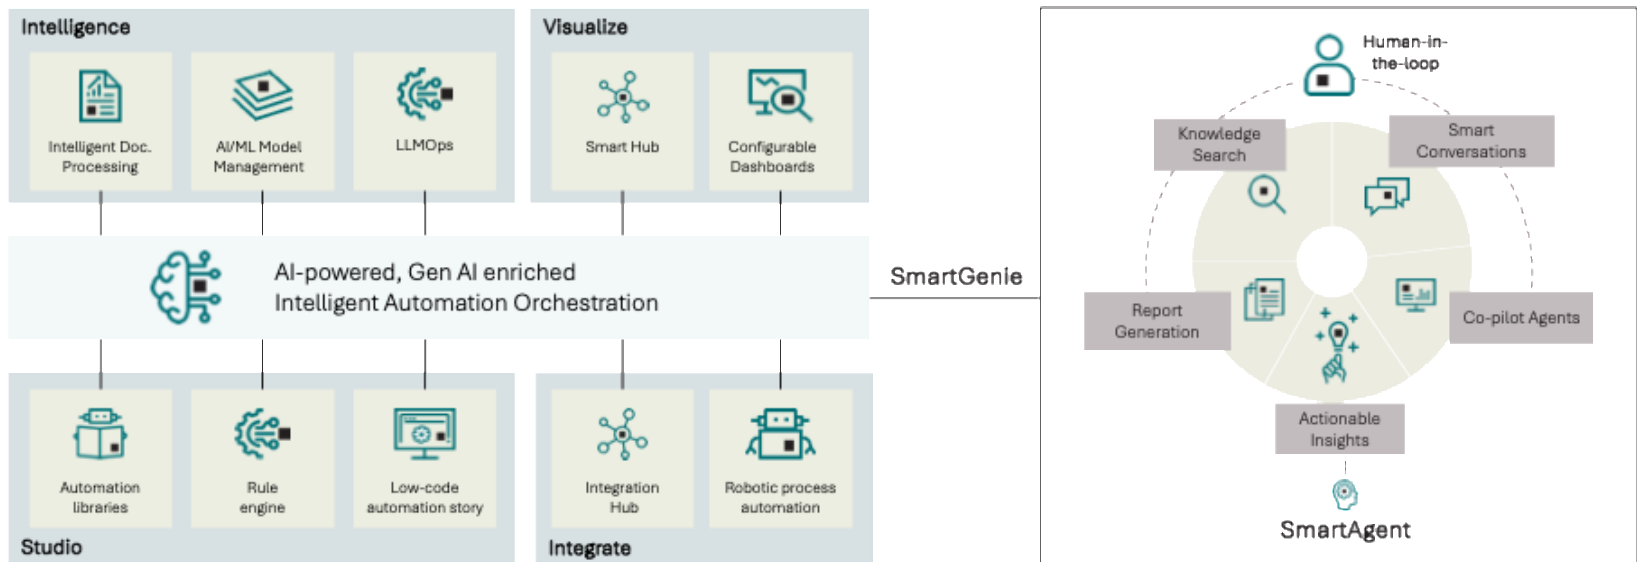 Intelligence
Intelligent Doc.
Processing
AI/ML Model
Management
LLMOps
Visualize
Smart Hub
Configurable
Dashboards
AI-powered, Gen AI enriched
Intelligent Automation Orchestration
Automation
libraries
Rule
engine
Low-code
automation story
Studio
Integration
Hub
Robotic process
automation
Integrate
SmartGenie
Human-in-
the-loop
Knowledge
Search
Smart
Conversations
Report
Generation
Co-pilot Agents
Actionable
Insights
SmartAgent